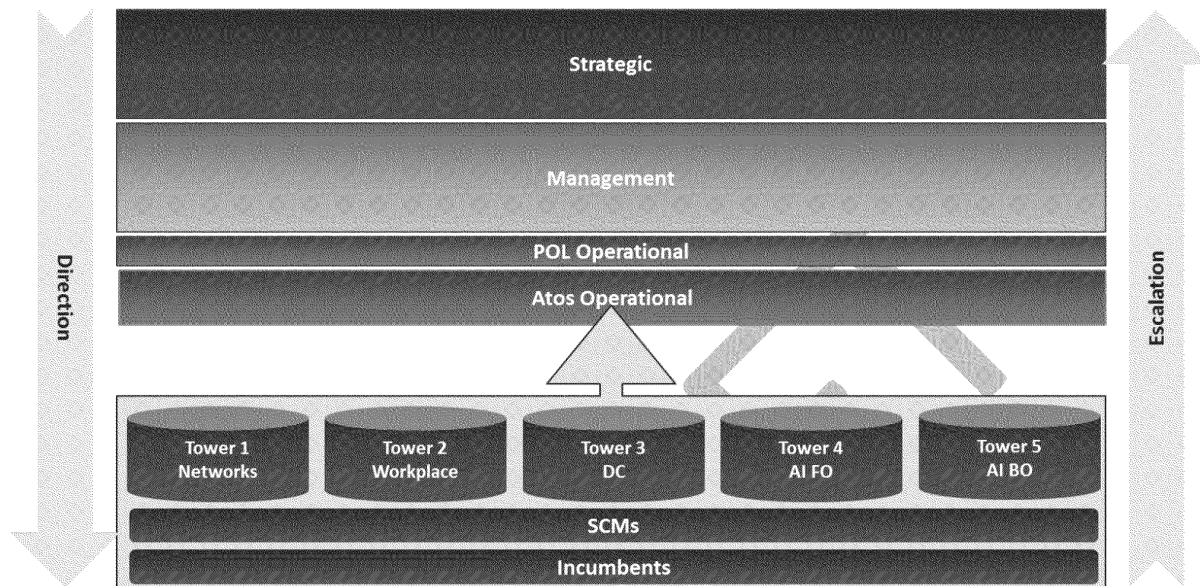 Strategic
Management
POL Operational
Atos Operational
Direction
Escalation
Tower 1
Networks
Tower 2
Workplace
Tower 3
DC
Tower 4
AI FO
Tower 5
AI BO
SCMs
Incumbents